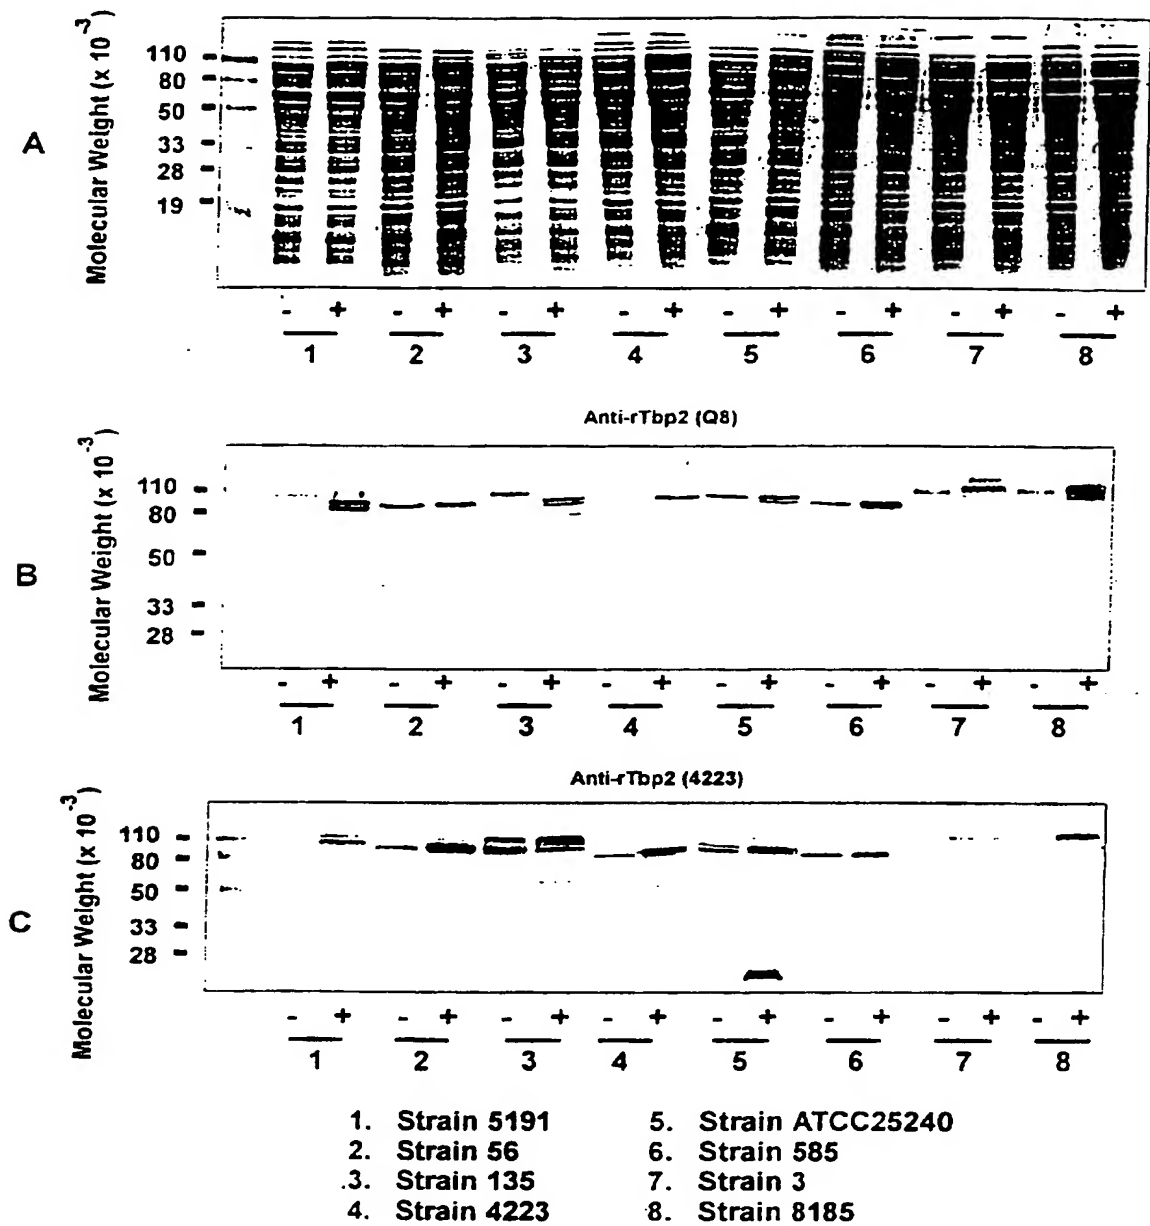 A
Molecular Weight (x 10⁻³)
110
80
50
33
28
19
- + - + - + - + - + - + - + - +
1 2 3 4 5 6 7 8
Anti-rTbp2 (Q8)
B
Molecular Weight (x 10⁻³)
110
80
50
33
28
- + - + - + - + - + - + - + - +
1 2 3 4 5 6 7 8
Anti-rTbp2 (4223)
C
Molecular Weight (x 10⁻³)
110
80
50
33
28
- + - + - + - + - + - + - + - +
1 2 3 4 5 6 7 8
1. Strain 5191
2. Strain 56
3. Strain 135
4. Strain 4223
5. Strain ATCC25240
6. Strain 585
7. Strain 3
8. Strain 8185